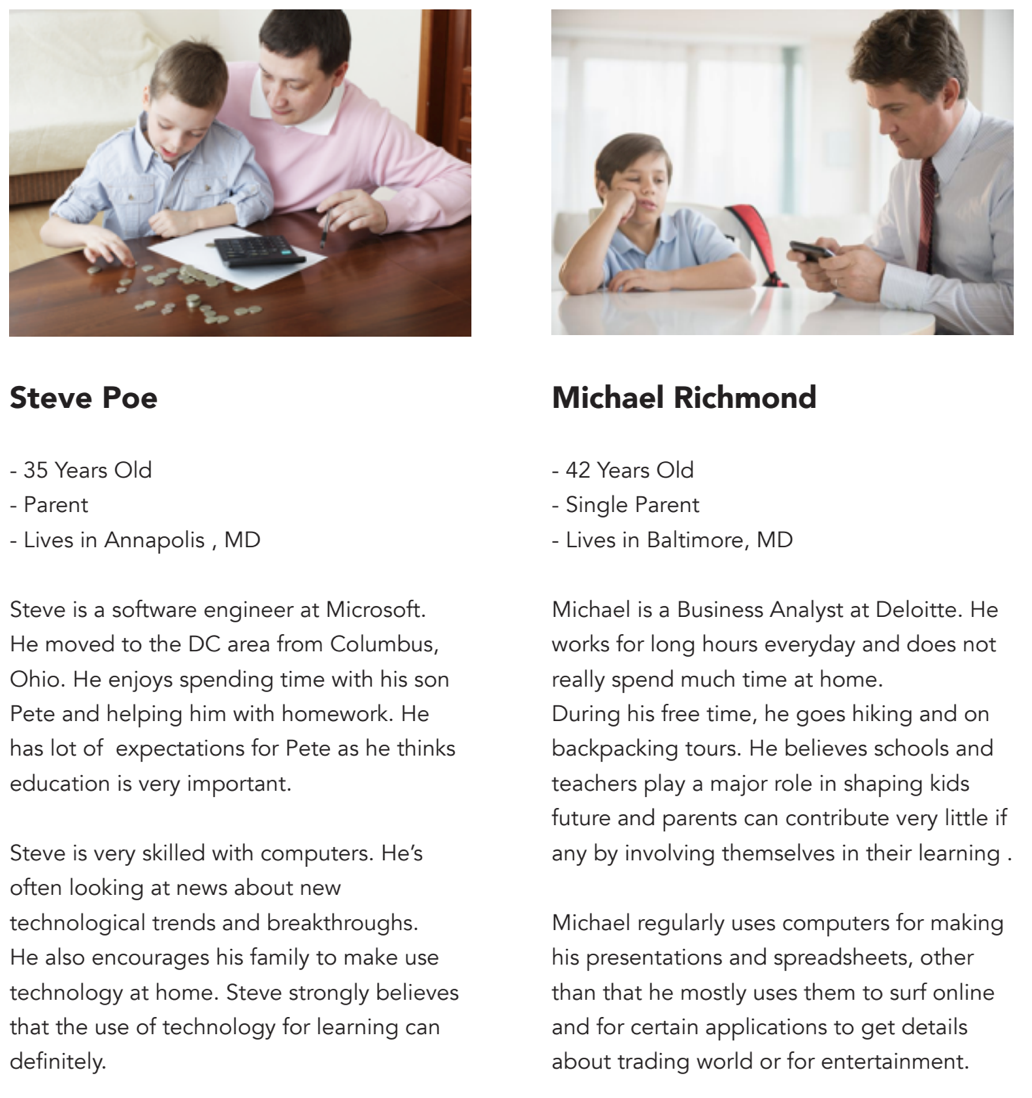 Steve Poe
- 35 Years Old
- Parent
- Lives in Annapolis , MD
Steve is a software engineer at Microsoft.
He moved to the DC area from Columbus,
Ohio. He enjoys spending time with his son
Pete and helping him with homework. He
has lot of  expectations for Pete as he thinks
education is very important.
Steve is very skilled with computers. He’s
often looking at news about new
technological trends and breakthroughs.
He also encourages his family to make use
technology at home. Steve strongly believes
that the use of technology for learning can
definitely.
Michael Richmond
- 42 Years Old
- Single Parent
- Lives in Baltimore, MD
Michael is a Business Analyst at Deloitte. He
works for long hours everyday and does not
really spend much time at home.
During his free time, he goes hiking and on
backpacking tours. He believes schools and
teachers play a major role in shaping kids
future and parents can contribute very little if
any by involving themselves in their learning .
Michael regularly uses computers for making
his presentations and spreadsheets, other
than that he mostly uses them to surf online
and for certain applications to get details
about trading world or for entertainment.